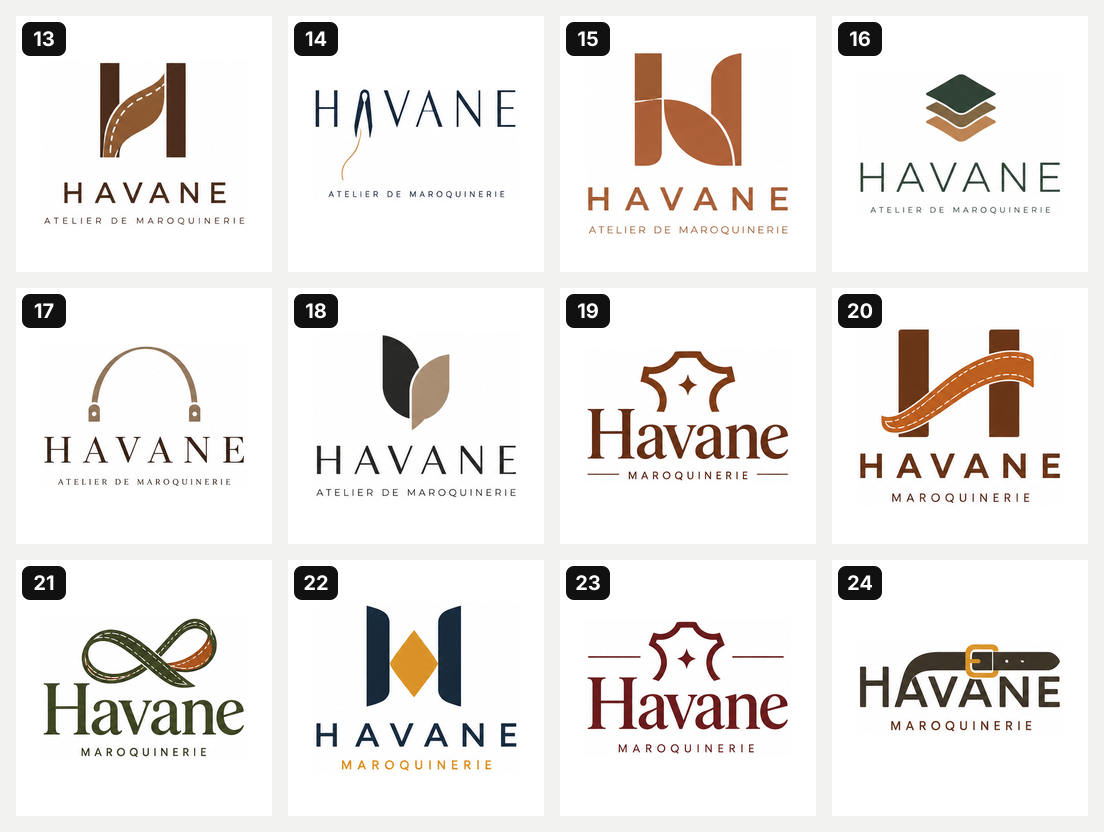 13
HAVANE
ATELIER DE MAROQUINERIE
14
HAVANE
ATELIER DE MAROQUINERIE
15
HAVANE
ATELIER DE MAROQUINERIE
16
HAVANE
ATELIER DE MAROQUINERIE
17
HAVANE
ATELIER DE MAROQUINERIE
18
HAVANE
ATELIER DE MAROQUINERIE
19
Havane
MAROQUINERIE
20
HAVANE
MAROQUINERIE
21
Havane
MAROQUINERIE
22
HAVANE
MAROQUINERIE
23
Havane
MAROQUINERIE
24
HAVANE
MAROQUINERIE